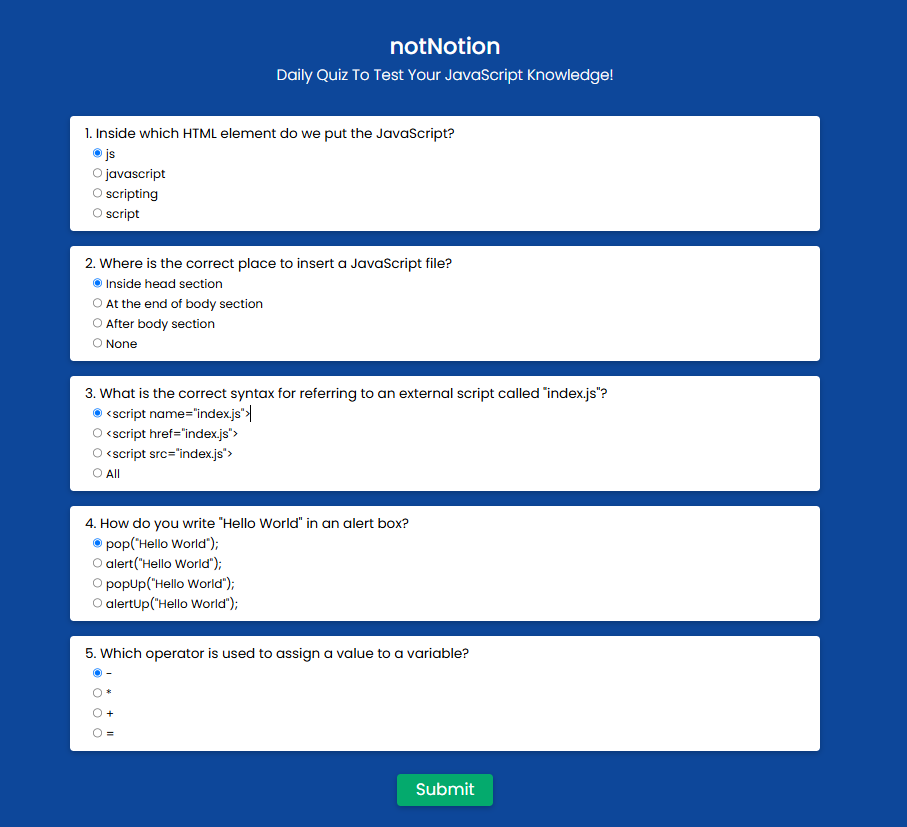 notNotion
Daily Quiz To Test Your JavaScript Knowledge!
1. Inside which HTML element do we put the JavaScript?
js
javascript
scripting
script
2. Where is the correct place to insert a JavaScript file?
Inside head section
At the end of body section
After body section
None
3. What is the correct syntax for referring to an external script called "index.js"?
<script name="index.js">
<script href="index.js">
<script src="index.js">
All
4. How do you write "Hello World" in an alert box?
pop("Hello World");
alert("Hello World");
popUp("Hello World");
alertUp("Hello World");
5. Which operator is used to assign a value to a variable?
-
*
+
=
Submit